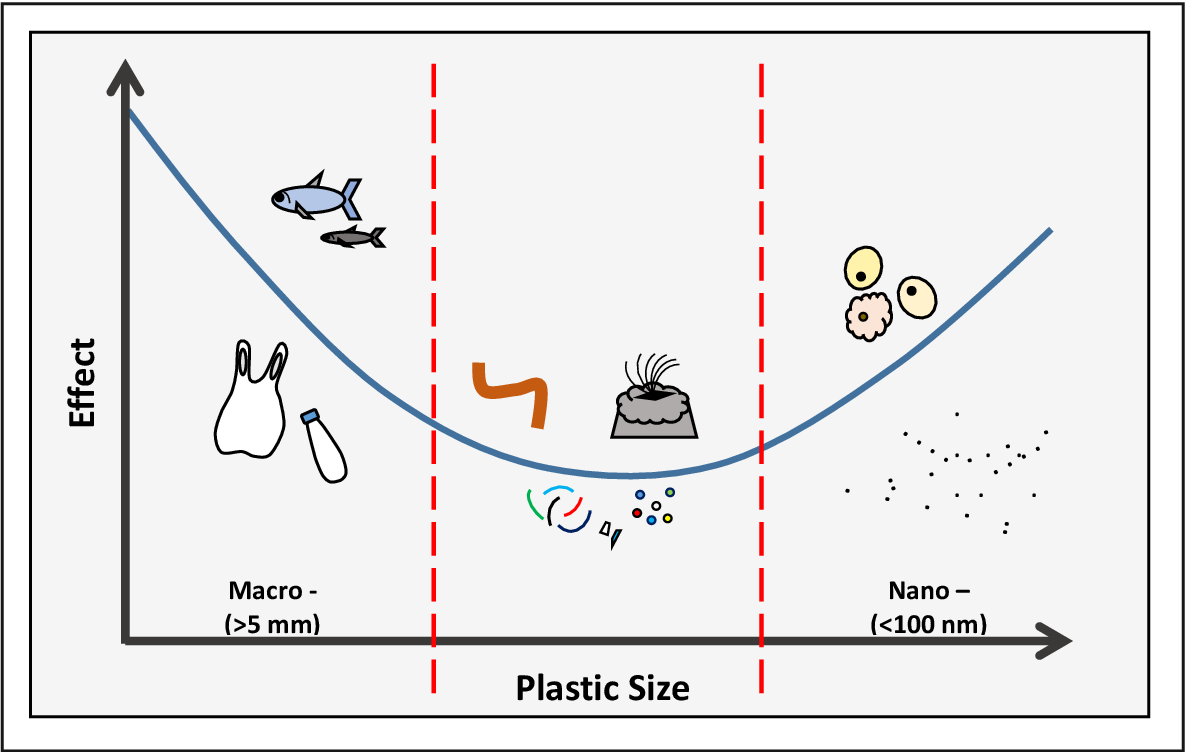 Effect
Macro -
(>5 mm)
Nano –
(<100 nm)
Plastic Size